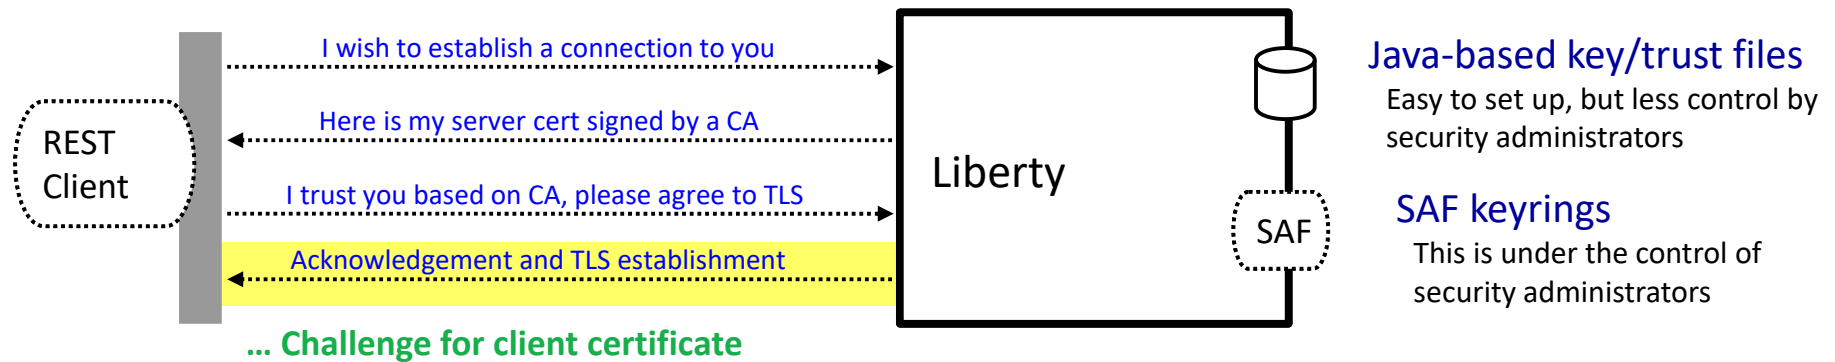 I wish to establish a connection to you
Here is my server cert signed by a CA
I trust you based on CA, please agree to TLS
Acknowledgement and TLS establishment
... Challenge for client certificate
REST
Client
Liberty
SAF
Java-based key/trust files
Easy to set up, but less control by
security administrators
SAF keyrings
This is under the control of
security administrators